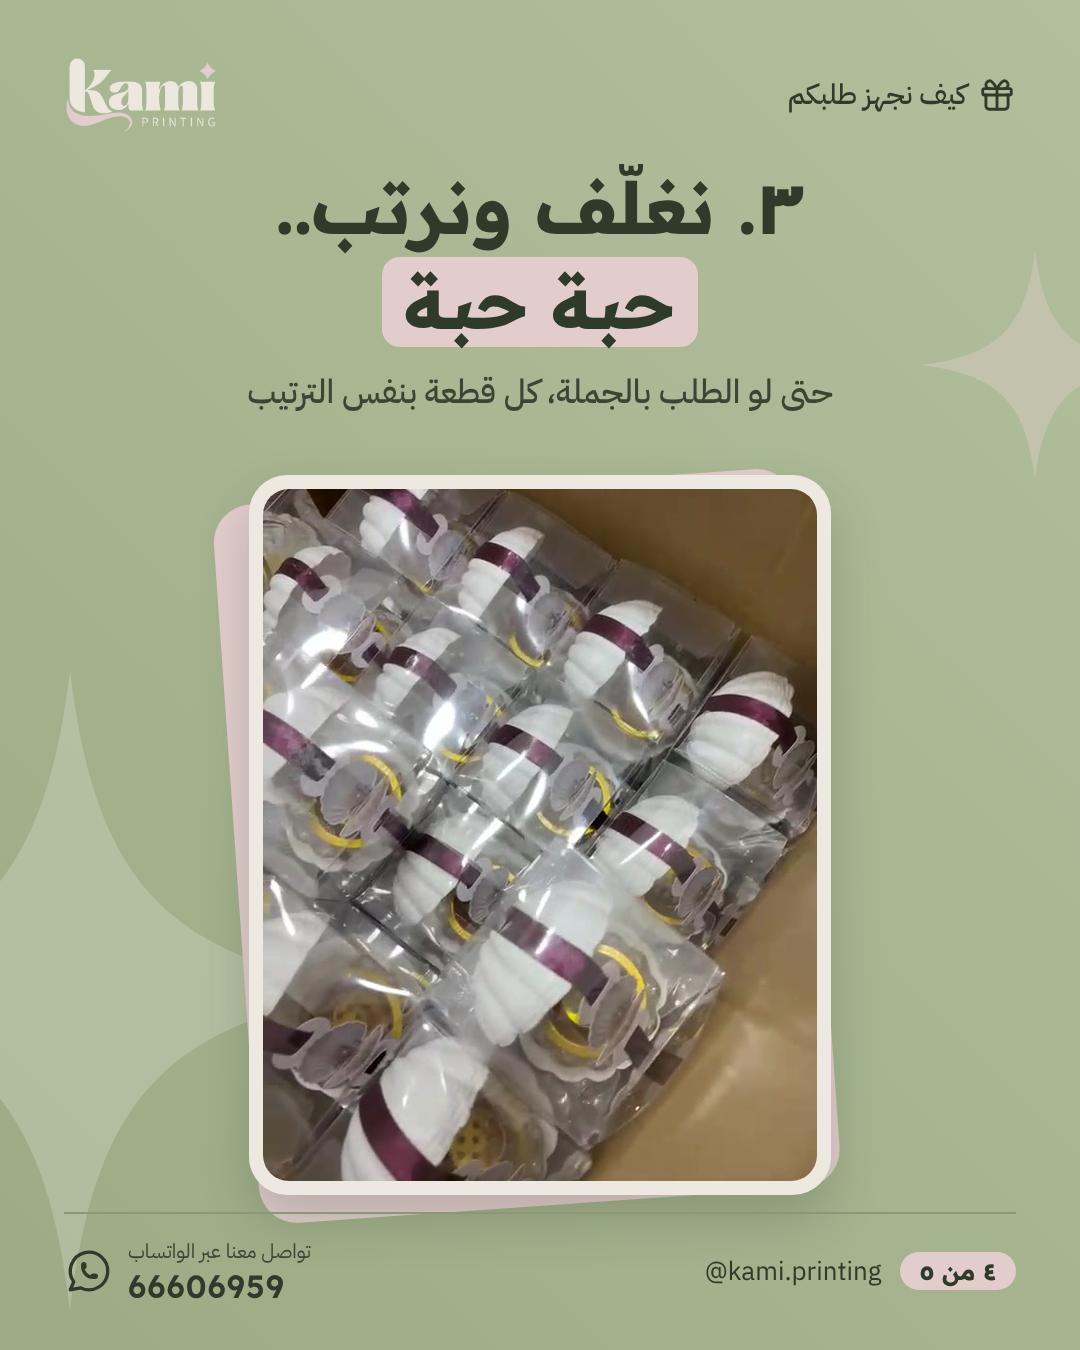 Kami
PRINTING
كيف نجهز طلبكم
٣. نغلّف ونرتب..
حبة حبة
حتى لو الطلب بالجملة، كل قطعة بنفس الترتيب
تواصل معنا عبر الواتساب
66606959
@kami.printing
٤ من ٥